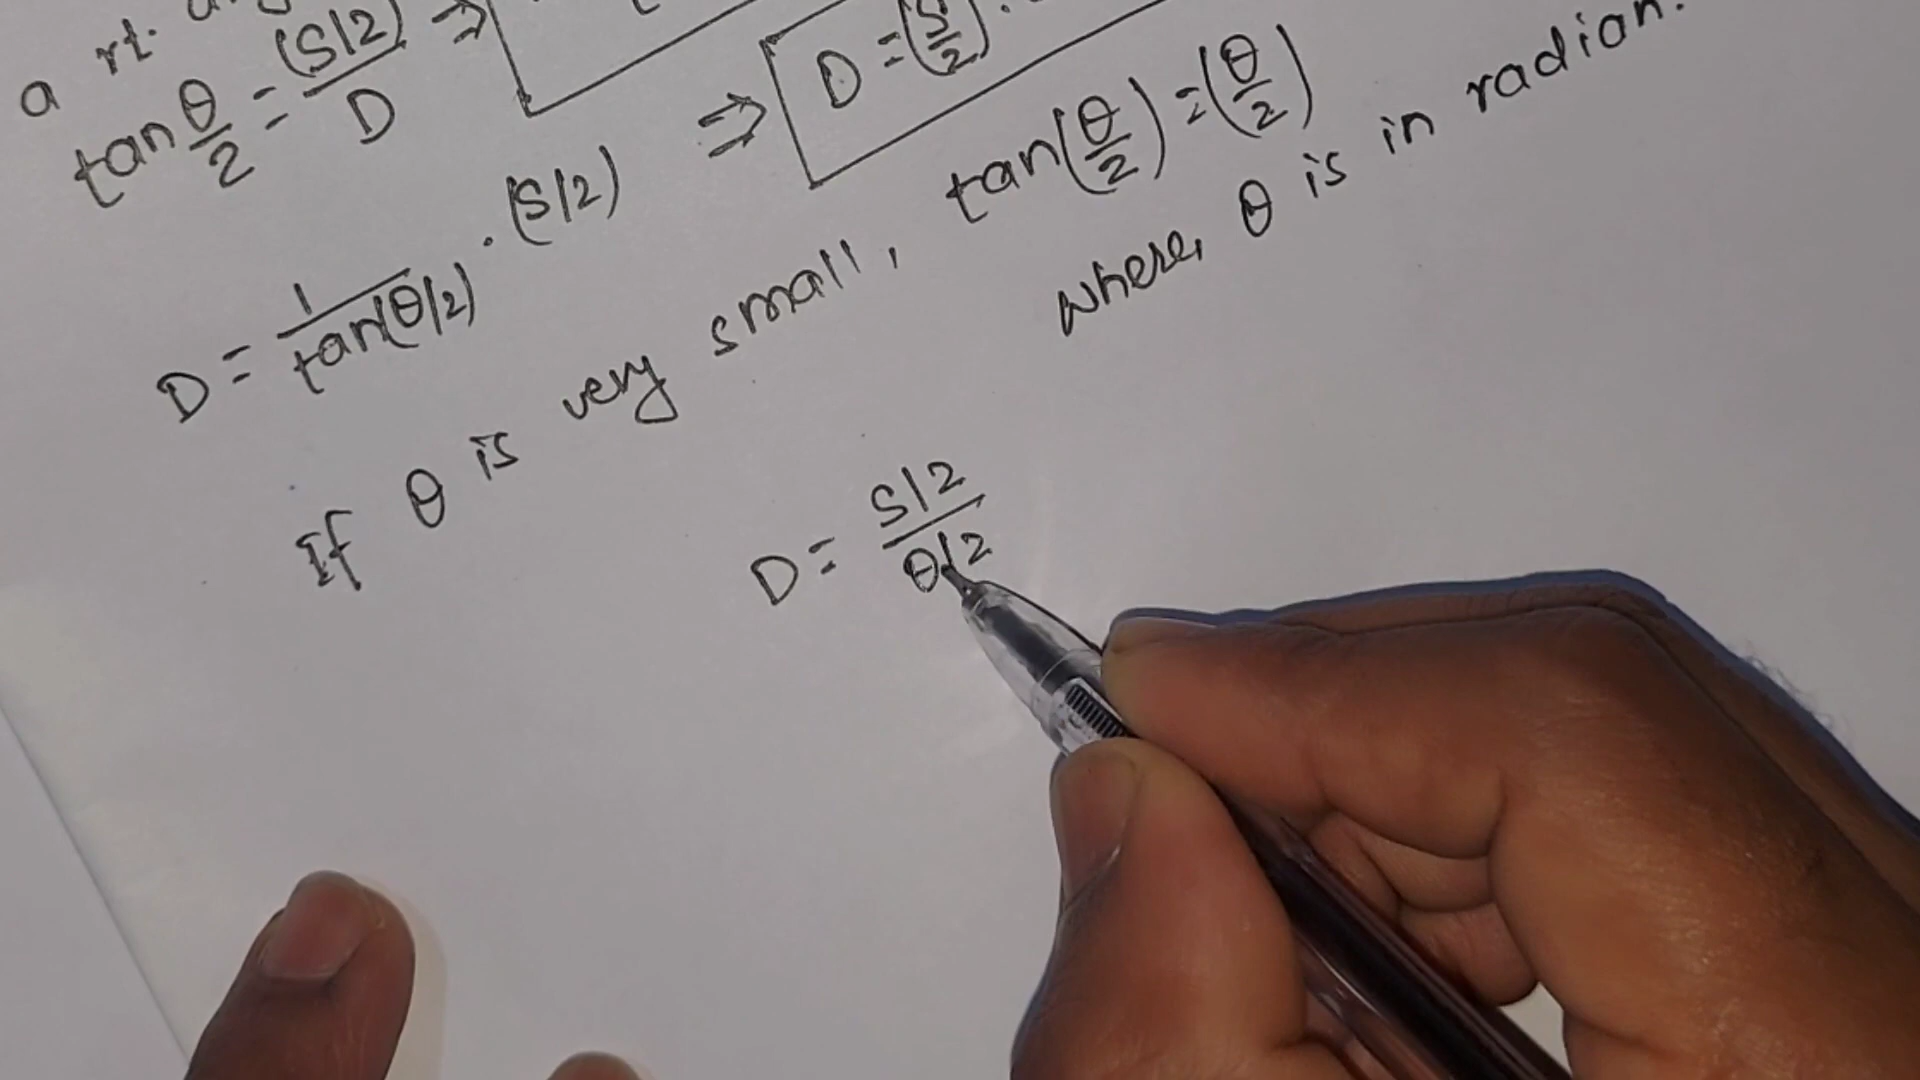 a rt.
tan θ/2 = (S/2)/D ⇒
D = 1/tan(θ/2) . (S/2) ⇒ D = (S/2) .
If θ is very small, tan(θ/2) = (θ/2)
where, θ is in radian.
D = S/2 / θ/2